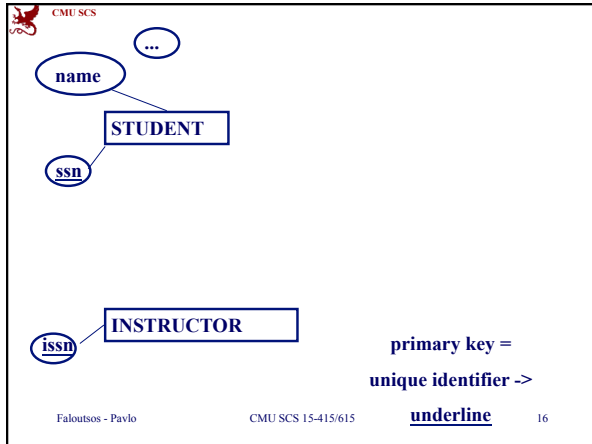 CMU SCS
...
name
STUDENT
ssn
INSTRUCTOR
issn
primary key =
unique identifier ->
underline
Faloutsos - Pavlo
CMU SCS 15-415/615
16